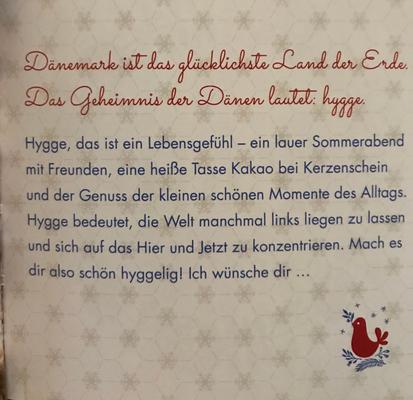 Dänemark ist das glücklichste Land der Erde.
Das Geheimnis der Dänen lautet: hygge.
Hygge, das ist ein Lebensgefühl – ein lauer Sommerabend
mit Freunden, eine heiße Tasse Kakao bei Kerzenschein
und der Genuss der kleinen schönen Momente des Alltags.
Hygge bedeutet, die Welt manchmal links liegen zu lassen
und sich auf das Hier und Jetzt zu konzentrieren. Mach es
dir also schön hyggelig! Ich wünsche dir ...